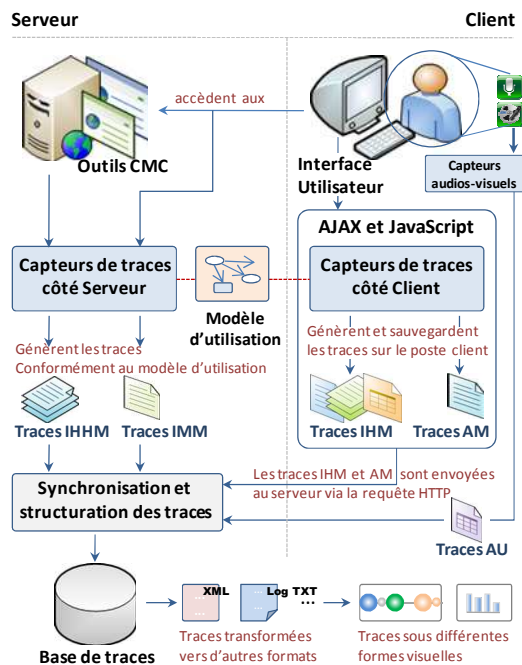 Serveur
Client
accèdent aux
Outils CMC
Interface
Utilisateur
Capteurs
audios-visuels
AJAX et JavaScript
Capteurs de traces
côté Serveur
Modèle
d'utilisation
Capteurs de traces
côté Client
Génèrent les traces
Conformément au modèle d'utilisation
Génèrent et sauvegardent
les traces sur le poste client
Traces IHHM
Traces IMM
Traces IHM
Traces AM
Les traces IHM et AM sont envoyées
au serveur via la requête HTTP
Synchronisation et
structuration des traces
Traces AU
XML
Log TXT
...
Base de traces
Traces transformées
vers d'autres formats
Traces sous différentes
formes visuelles